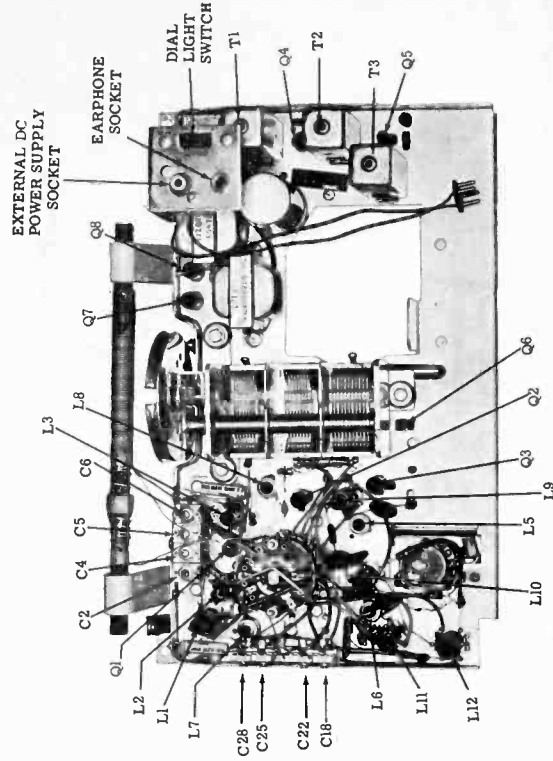 EXTERNAL DC
POWER SUPPLY
SOCKET
EARPHONE
SOCKET
DIAL
LIGHT
SWITCH
T1
Q4
T2
T3
Q5
Q8
Q7
L8
L3
C6
C5
C4
C2
Q1
L2
L1
L7
C28
C25
C22
C18
L6
L11
L12
L10
L5
L9
Q3
Q2
Q6